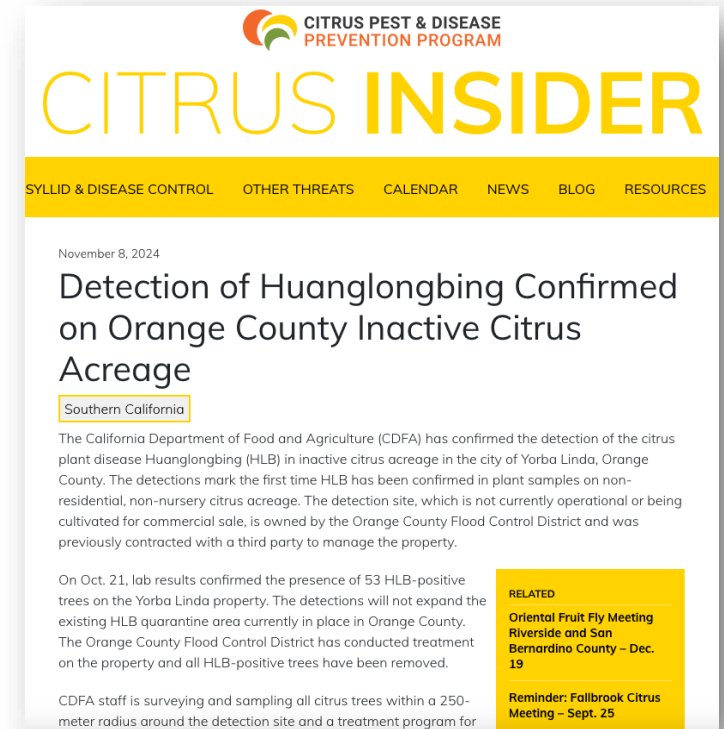 CITRUS PEST & DISEASE
PREVENTION PROGRAM
CITRUS INSIDER
SYLLID & DISEASE CONTROL OTHER THREATS CALENDAR NEWS BLOG RESOURCES
November 8, 2024
Detection of Huanglongbing Confirmed
on Orange County Inactive Citrus
Acreage
Southern California
The California Department of Food and Agriculture (CDFA) has confirmed the detection of the citrus
plant disease Huanglongbing (HLB) in inactive citrus acreage in the city of Yorba Linda, Orange
County. The detections mark the first time HLB has been confirmed in plant samples on non-
residential, non-nursery citrus acreage. The detection site, which is not currently operational or being
cultivated for commercial sale, is owned by the Orange County Flood Control District and was
previously contracted with a third party to manage the property.
On Oct. 21, lab results confirmed the presence of 53 HLB-positive
trees on the Yorba Linda property. The detections will not expand the
existing HLB quarantine area currently in place in Orange County.
The Orange County Flood Control District has conducted treatment
on the property and all HLB-positive trees have been removed.
CDFA staff is surveying and sampling all citrus trees within a 250-
meter radius around the detection site and a treatment program for
RELATED
Oriental Fruit Fly Meeting
Riverside and San
Bernardino County – Dec.
19
Reminder: Fallbrook Citrus
Meeting – Sept. 25